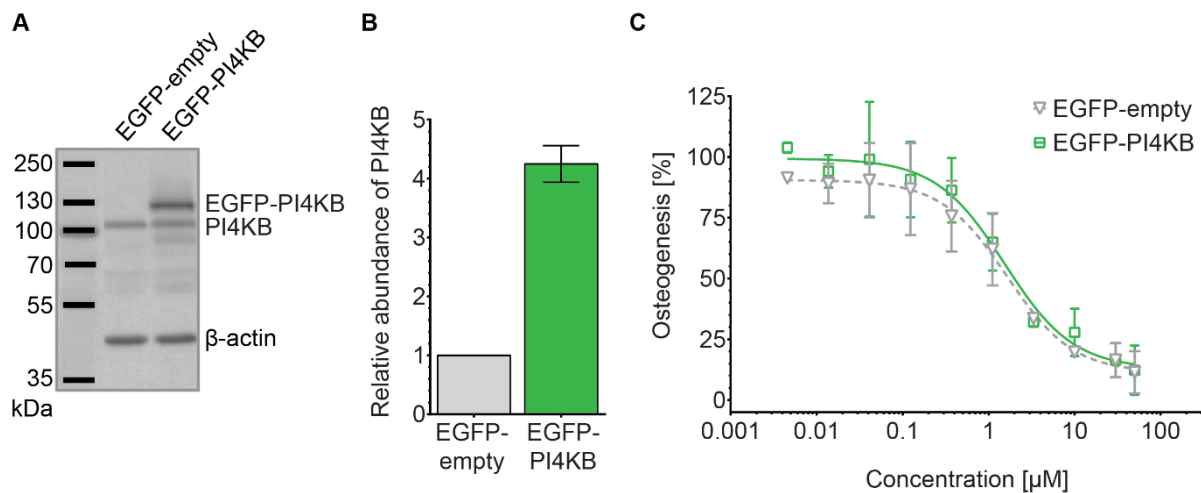 A
EGFP-empty
EGFP-PI4KB
250
130
100
70
55
35
kDa
EGFP-PI4KB
PI4KB
β-actin
B
Relative abundance of PI4KB
5
4
3
2
1
0
EGFP-
empty
EGFP-
PI4KB
C
Osteogenesis [%]
125
100
75
50
25
0
EGFP-empty
EGFP-PI4KB
0.001
0.01
0.1
1
10
100
Concentration [µM]